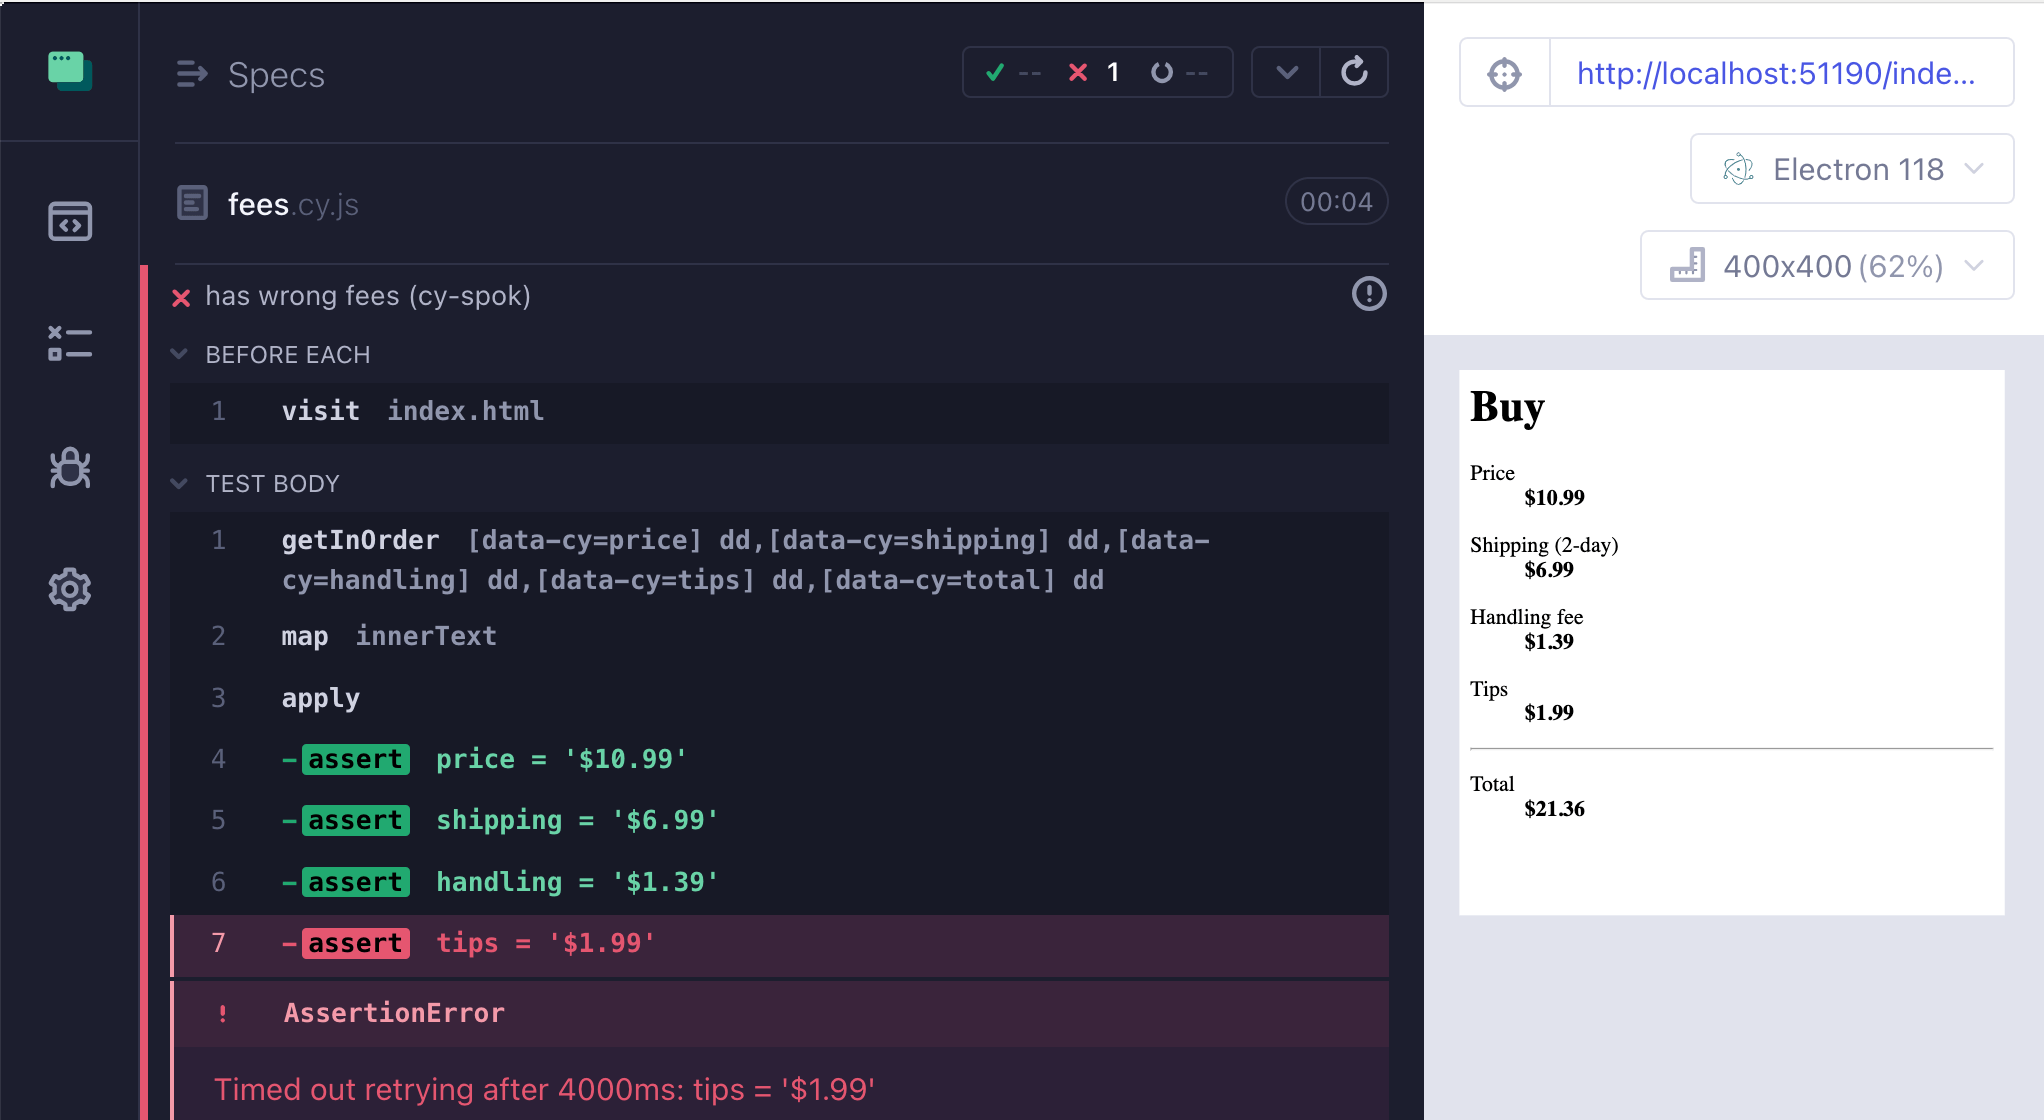 Specs
-- 1 --
fees.cy.js
00:04
has wrong fees (cy-spok)
BEFORE EACH
1 visit index.html
TEST BODY
1 getInOrder [data-cy=price] dd,[data-cy=shipping] dd,[data-
cy=handling] dd,[data-cy=tips] dd,[data-cy=total] dd
2 map innerText
3 apply
4 -assert price = '$10.99'
5 -assert shipping = '$6.99'
6 -assert handling = '$1.39'
7 -assert tips = '$1.99'
! AssertionError
Timed out retrying after 4000ms: tips = '$1.99'
http://localhost:51190/inde...
Electron 118
400x400 (62%)
Buy
Price
$10.99
Shipping (2-day)
$6.99
Handling fee
$1.39
Tips
$1.99
Total
$21.36